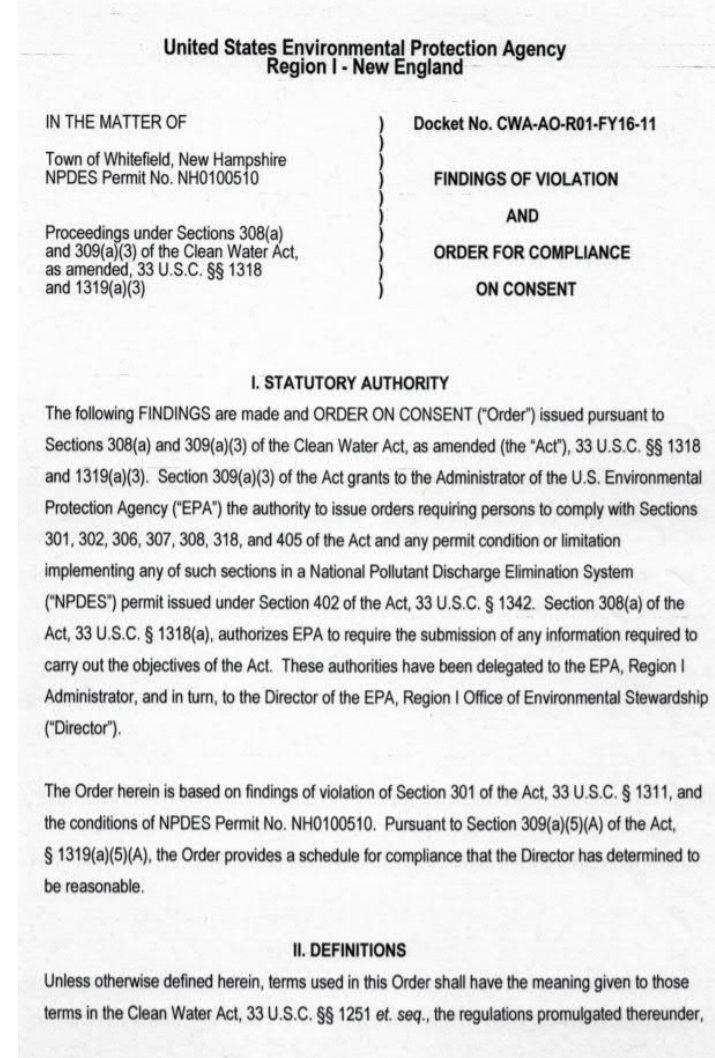 United States Environmental Protection Agency
Region I - New England
IN THE MATTER OF
Town of Whitefield, New Hampshire
NPDES Permit No. NH0100510
Proceedings under Sections 308(a)
and 309(a)(3) of the Clean Water Act,
as amended, 33 U.S.C. §§ 1318
and 1319(a)(3)
)
)
)
)
)
)
)
)
)
)
Docket No. CWA-AO-R01-FY16-11
FINDINGS OF VIOLATION
AND
ORDER FOR COMPLIANCE
ON CONSENT
I. STATUTORY AUTHORITY
The following FINDINGS are made and ORDER ON CONSENT ("Order") issued pursuant to
Sections 308(a) and 309(a)(3) of the Clean Water Act, as amended (the "Act"), 33 U.S.C. §§ 1318
and 1319(a)(3). Section 309(a)(3) of the Act grants to the Administrator of the U.S. Environmental
Protection Agency ("EPA") the authority to issue orders requiring persons to comply with Sections
301, 302, 306, 307, 308, 318, and 405 of the Act and any permit condition or limitation
implementing any of such sections in a National Pollutant Discharge Elimination System
("NPDES") permit issued under Section 402 of the Act, 33 U.S.C. § 1342. Section 308(a) of the
Act, 33 U.S.C. § 1318(a), authorizes EPA to require the submission of any information required to
carry out the objectives of the Act. These authorities have been delegated to the EPA, Region I
Administrator, and in turn, to the Director of the EPA, Region I Office of Environmental Stewardship
("Director").
The Order herein is based on findings of violation of Section 301 of the Act, 33 U.S.C. § 1311, and
the conditions of NPDES Permit No. NH0100510. Pursuant to Section 309(a)(5)(A) of the Act,
§ 1319(a)(5)(A), the Order provides a schedule for compliance that the Director has determined to
be reasonable.
II. DEFINITIONS
Unless otherwise defined herein, terms used in this Order shall have the meaning given to those
terms in the Clean Water Act, 33 U.S.C. §§ 1251 et. seq., the regulations promulgated thereunder,